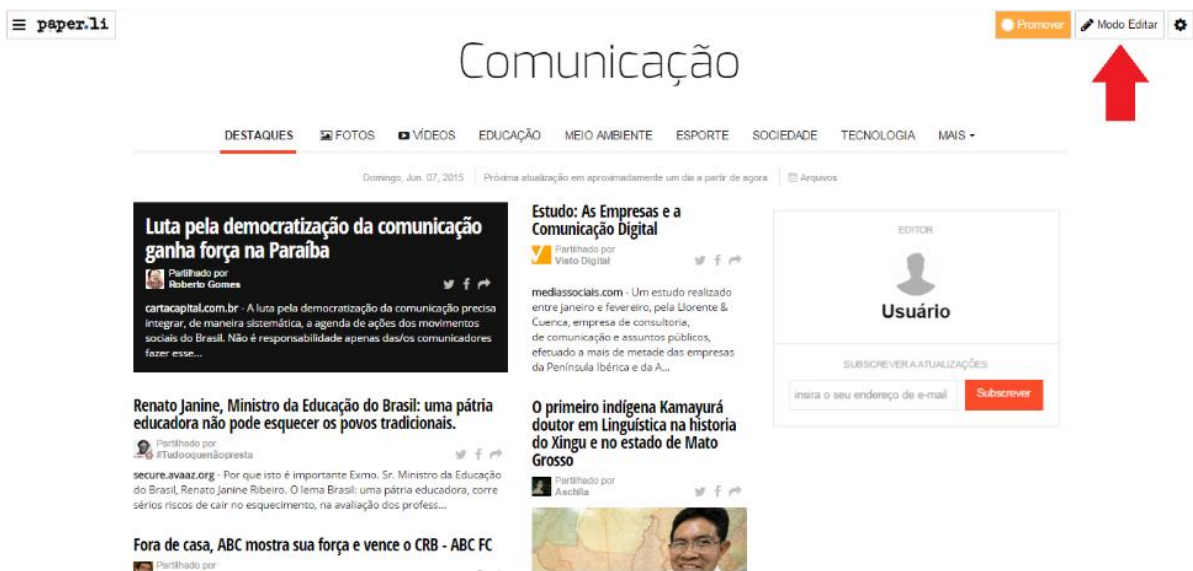 paper.li
Promover
Modo Editar
Comunicação
DESTAQUES FOTOS VÍDEOS EDUCAÇÃO MEIO AMBIENTE ESPORTE SOCIEDADE TECNOLOGIA MAIS
Domingo, Jun. 07, 2015 Próxima atualização em aproximadamente um dia a partir de agora Arquivos
Luta pela democratização da comunicação
ganha força na Paraíba
Partilhado por
Roberto Gomes
cartacapital.com.br - A luta pela democratização da comunicação precisa
integrar, de maneira sistemática, a agenda de ações dos movimentos
sociais do Brasil. Não é responsabilidade apenas das/os comunicadores
fazer esse...
Renato Janine, Ministro da Educação do Brasil: uma pátria
educadora não pode esquecer os povos tradicionais.
Partilhado por
#Tudooquenãopresta
secure.avaaz.org - Por que isto é importante Exmo. Sr. Ministro da Educação
do Brasil, Renato Janine Ribeiro. O lema Brasil: uma pátria educadora, corre
sérios riscos de cair no esquecimento, na avaliação dos profess...
Fora de casa, ABC mostra sua força e vence o CRB - ABC FC
Partilhado por
Estudo: As Empresas e a
Comunicação Digital
Partilhado por
Visto Digital
mediassociais.com - Um estudo realizado
entre janeiro e fevereiro, pela Llorente &
Cuenca, empresa de consultoria,
de comunicação e assuntos públicos,
efetuado a mais de metade das empresas
da Península Ibérica e da A...
O primeiro indígena Kamayurá
doutor em Linguística na historia
do Xingu e no estado de Mato
Grosso
Partilhado por
Aschila
EDITOR
Usuário
SUBSCREVER A ATUALIZAÇÕES
insira o seu endereço de e-mail
Subscrever